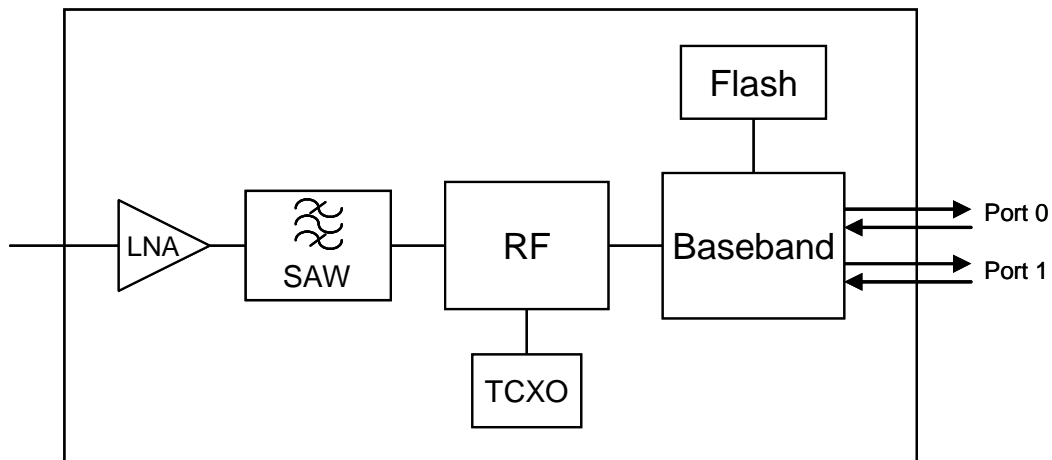 Flash
LNA
SAW
RF
Baseband
Port 0
Port 1
TCXO